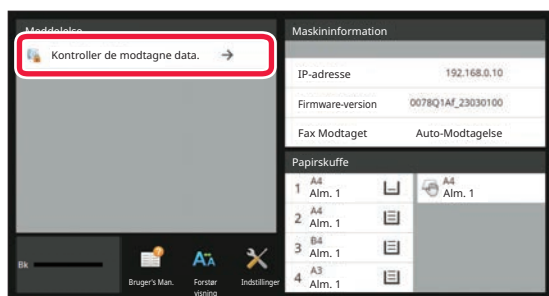 Meddelelse
Kontroller de modtagne data.
Maskininformation
IP-adresse
192.168.0.10
Firmware-version
0078Q1Af_23030100
Fax Modtaget
Auto-Modtagelse
Papirskuffe
1
A4
Alm. 1
A4
Alm. 1
2
A4
Alm. 1
3
B4
Alm. 1
4
A3
Alm. 1
Bk
Bruger's Man.
Forstør
visning
Indstillinger